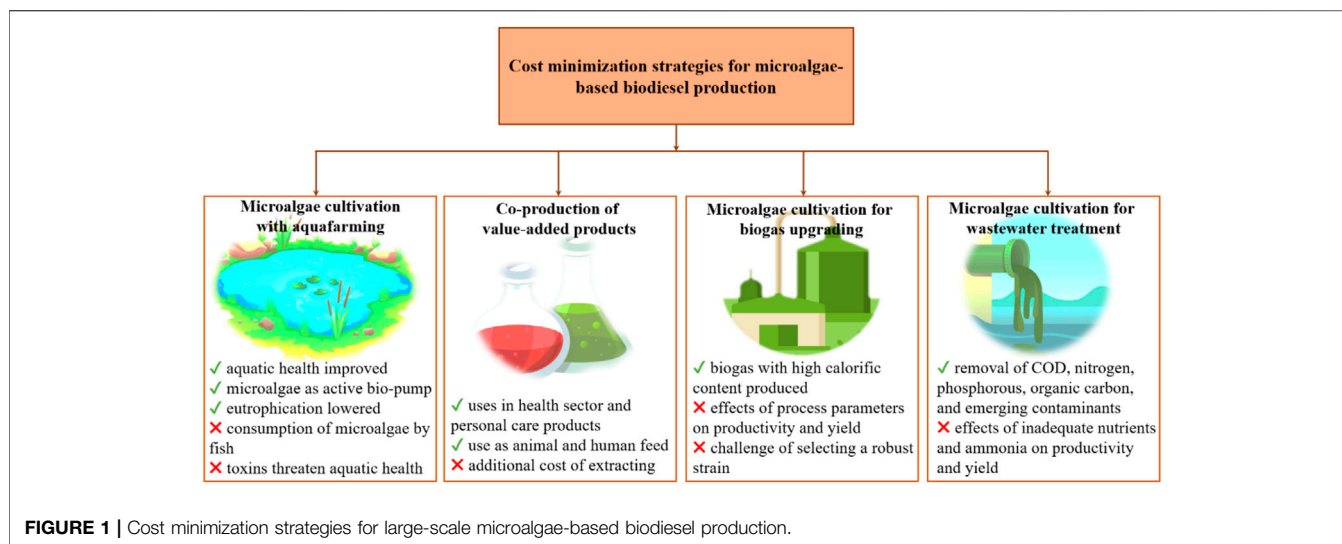 Cost minimization strategies for microalgae-
based biodiesel production
Microalgae cultivation
with aquafarming
✓ aquatic health improved
✓ microalgae as active bio-pump
✓ eutrophication lowered
✗ consumption of microalgae by
fish
✗ toxins threaten aquatic health
Co-production of
value-added products
✓ uses in health sector and
personal care products
✓ use as animal and human feed
✗ additional cost of extracting
Microalgae cultivation for
biogas upgrading
✓ biogas with high calorific
content produced
✗ effects of process parameters
on productivity and yield
✗ challenge of selecting a robust
strain
Microalgae cultivation for
wastewater treatment
✓ removal of COD, nitrogen,
phosphorous, organic carbon,
and emerging contaminants
✗ effects of inadequate nutrients
and ammonia on productivity
and yield
FIGURE 1 | Cost minimization strategies for large-scale microalgae-based biodiesel production.